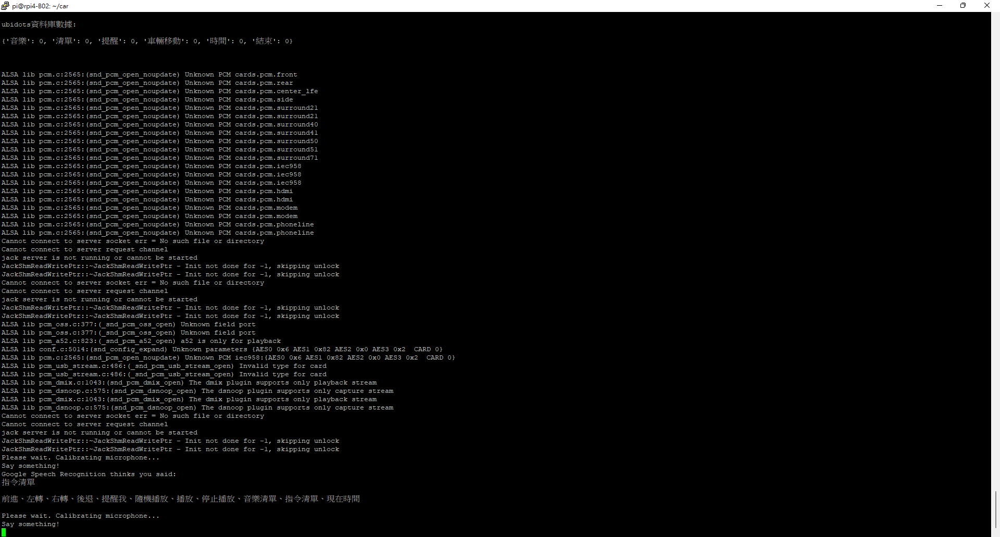 pi@rpi4-B02: ~/car
ubidots資料庫數據:
{'音樂': 0, '清單': 0, '提醒': 0, '車輛移動': 0, '時間': 0, '結束': 0}
ALSA lib pcm.c:2565:(snd_pcm_open_noupdate) Unknown PCM cards.pcm.front
ALSA lib pcm.c:2565:(snd_pcm_open_noupdate) Unknown PCM cards.pcm.rear
ALSA lib pcm.c:2565:(snd_pcm_open_noupdate) Unknown PCM cards.pcm.center_lfe
ALSA lib pcm.c:2565:(snd_pcm_open_noupdate) Unknown PCM cards.pcm.side
ALSA lib pcm.c:2565:(snd_pcm_open_noupdate) Unknown PCM cards.pcm.surround21
ALSA lib pcm.c:2565:(snd_pcm_open_noupdate) Unknown PCM cards.pcm.surround21
ALSA lib pcm.c:2565:(snd_pcm_open_noupdate) Unknown PCM cards.pcm.surround40
ALSA lib pcm.c:2565:(snd_pcm_open_noupdate) Unknown PCM cards.pcm.surround41
ALSA lib pcm.c:2565:(snd_pcm_open_noupdate) Unknown PCM cards.pcm.surround50
ALSA lib pcm.c:2565:(snd_pcm_open_noupdate) Unknown PCM cards.pcm.surround51
ALSA lib pcm.c:2565:(snd_pcm_open_noupdate) Unknown PCM cards.pcm.surround71
ALSA lib pcm.c:2565:(snd_pcm_open_noupdate) Unknown PCM cards.pcm.iec958
ALSA lib pcm.c:2565:(snd_pcm_open_noupdate) Unknown PCM cards.pcm.iec958
ALSA lib pcm.c:2565:(snd_pcm_open_noupdate) Unknown PCM cards.pcm.iec958
ALSA lib pcm.c:2565:(snd_pcm_open_noupdate) Unknown PCM cards.pcm.hdmi
ALSA lib pcm.c:2565:(snd_pcm_open_noupdate) Unknown PCM cards.pcm.hdmi
ALSA lib pcm.c:2565:(snd_pcm_open_noupdate) Unknown PCM cards.pcm.modem
ALSA lib pcm.c:2565:(snd_pcm_open_noupdate) Unknown PCM cards.pcm.modem
ALSA lib pcm.c:2565:(snd_pcm_open_noupdate) Unknown PCM cards.pcm.phoneline
ALSA lib pcm.c:2565:(snd_pcm_open_noupdate) Unknown PCM cards.pcm.phoneline
Cannot connect to server socket err = No such file or directory
Cannot connect to server request channel
jack server is not running or cannot be started
JackShmReadWritePtr::~JackShmReadWritePtr - Init not done for -1, skipping unlock
JackShmReadWritePtr::~JackShmReadWritePtr - Init not done for -1, skipping unlock
Cannot connect to server socket err = No such file or directory
Cannot connect to server request channel
jack server is not running or cannot be started
JackShmReadWritePtr::~JackShmReadWritePtr - Init not done for -1, skipping unlock
JackShmReadWritePtr::~JackShmReadWritePtr - Init not done for -1, skipping unlock
ALSA lib pcm_oss.c:377:(_snd_pcm_oss_open) Unknown field port
ALSA lib pcm_oss.c:377:(_snd_pcm_oss_open) Unknown field port
ALSA lib pcm_a52.c:823:(_snd_pcm_a52_open) a52 is only for playback
ALSA lib conf.c:5014:(snd_config_expand) Unknown parameters {AES0 0x6 AES1 0x82 AES2 0x0 AES3 0x2  CARD 0}
ALSA lib pcm.c:2565:(snd_pcm_open_noupdate) Unknown PCM iec958:{AES0 0x6 AES1 0x82 AES2 0x0 AES3 0x2  CARD 0}
ALSA lib pcm_usb_stream.c:486:(_snd_pcm_usb_stream_open) Invalid type for card
ALSA lib pcm_usb_stream.c:486:(_snd_pcm_usb_stream_open) Invalid type for card
ALSA lib pcm_dmix.c:1043:(snd_pcm_dmix_open) The dmix plugin supports only playback stream
ALSA lib pcm_dsnoop.c:575:(snd_pcm_dsnoop_open) The dsnoop plugin supports only capture stream
ALSA lib pcm_dmix.c:1043:(snd_pcm_dmix_open) The dmix plugin supports only playback stream
ALSA lib pcm_dsnoop.c:575:(snd_pcm_dsnoop_open) The dsnoop plugin supports only capture stream
Cannot connect to server socket err = No such file or directory
Cannot connect to server request channel
jack server is not running or cannot be started
JackShmReadWritePtr::~JackShmReadWritePtr - Init not done for -1, skipping unlock
JackShmReadWritePtr::~JackShmReadWritePtr - Init not done for -1, skipping unlock
Please wait. Calibrating microphone...
Say something!
Google Speech Recognition thinks you said:
指令清單
前進、左轉、右轉、後退、提醒我、隨機播放、播放、停止播放、音樂清單、指令清單、現在時間
Please wait. Calibrating microphone...
Say something!